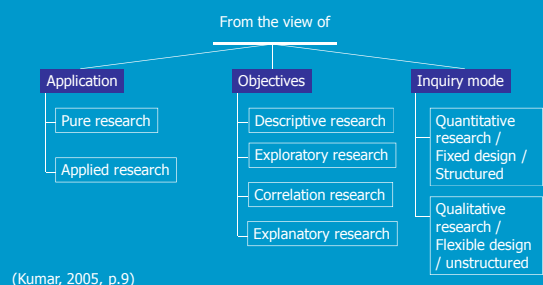 From the view of
Application
Pure research
Applied research
Objectives
Descriptive research
Exploratory research
Correlation research
Explanatory research
Inquiry mode
Quantitative
research /
Fixed design /
Structured
Qualitative
research /
Flexible design
/ unstructured
(Kumar, 2005, p.9)